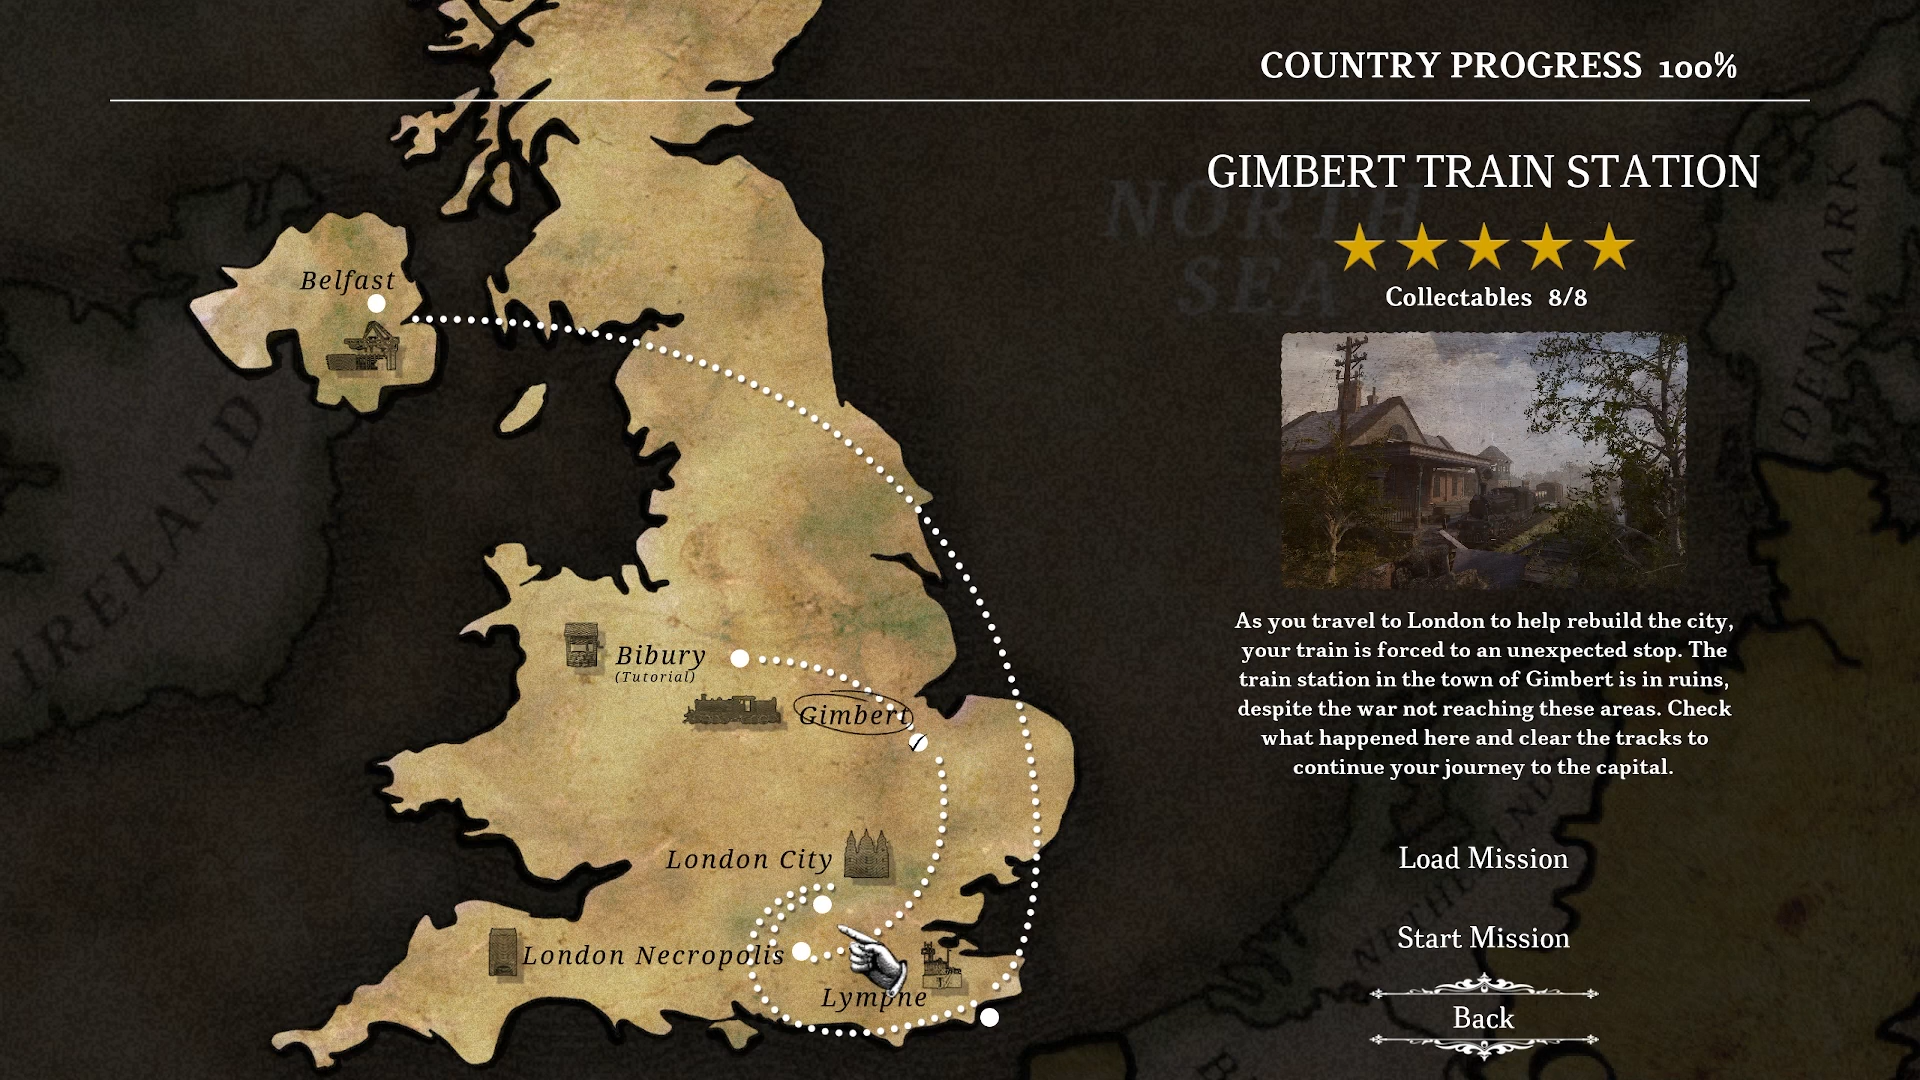 COUNTRY PROGRESS 100%
GIMBERT TRAIN STATION
NORTH
SEA
Collectables 8/8
Belfast
DENMARK
IRELAND
As you travel to London to help rebuild the city,
your train is forced to an unexpected stop. The
train station in the town of Gimbert is in ruins,
despite the war not reaching these areas. Check
what happened here and clear the tracks to
continue your journey to the capital.
Bibury
(Tutorial)
Gimbert
London City
London Necropolis
Lympne
Load Mission
Start Mission
Back